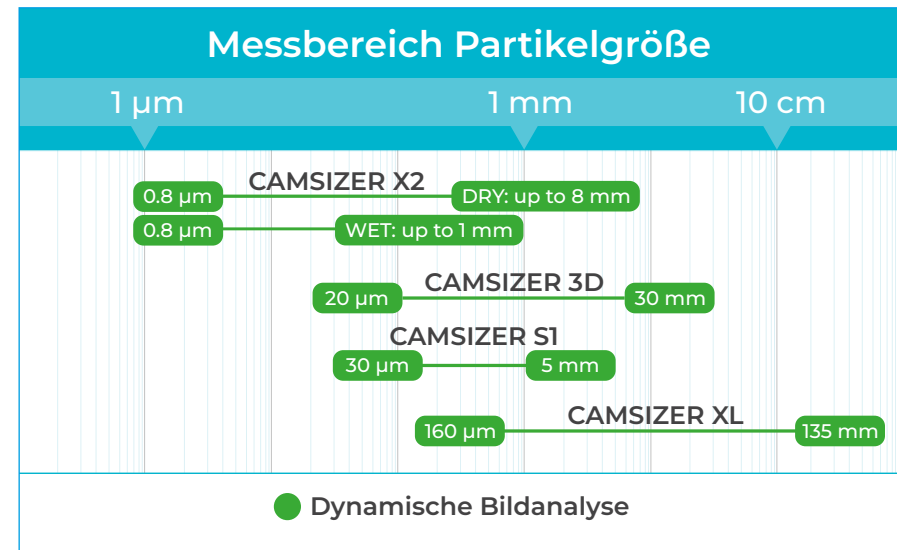 Messbereich Partikelgröße
1 µm 1 mm 10 cm
CAMSIZER X2
0.8 µm DRY: up to 8 mm
0.8 µm WET: up to 1 mm
CAMSIZER 3D
20 µm 30 mm
CAMSIZER S1
30 µm 5 mm
CAMSIZER XL
160 µm 135 mm
Dynamische Bildanalyse